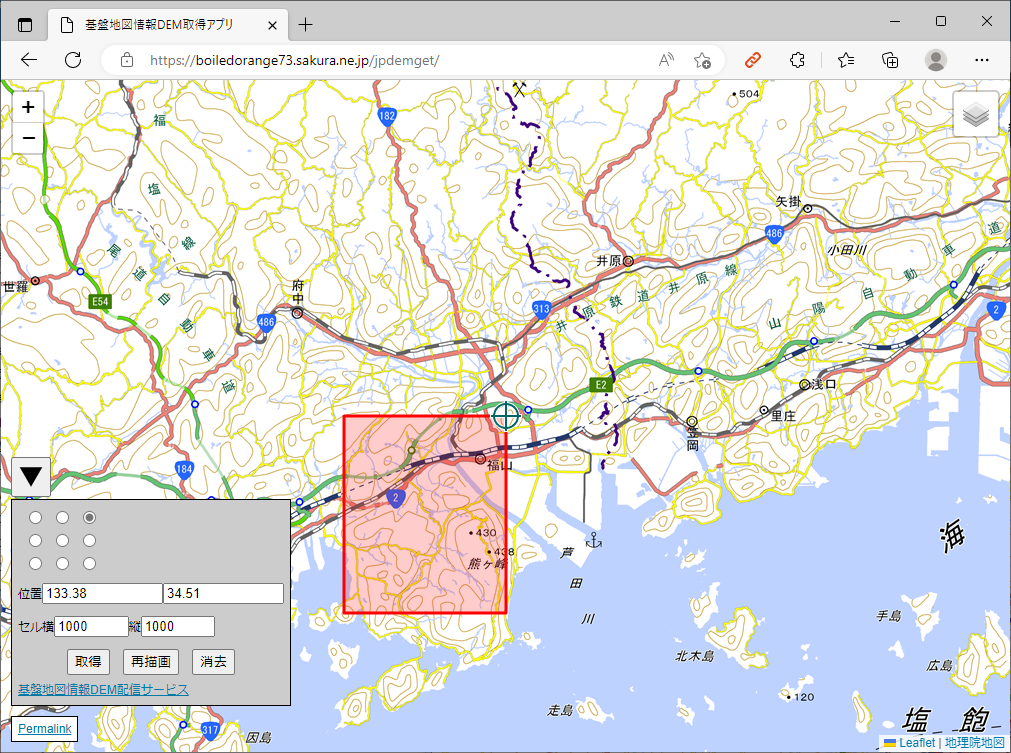 基盤地図情報DEM取得アプリ
https://boiledorange73.sakura.ne.jp/jpdemget/
+
−
182
504
福
塩
線
矢掛
486
小田川
井原
尾道自動車道
世羅
E54
府中
486
313
井原鉄道井原線
山陽自動車道
2
E2
浅口
里庄
笠岡
184
福山
2
430
438
熊ヶ峰
芦田川
海
手島
北木島
広島
120
走島
塩飽
317
因島
位置 133.38 34.51
セル横 1000 縦 1000
取得 再描画 消去
基盤地図情報DEM配信サービス
Permalink
Leaflet | 地理院地図